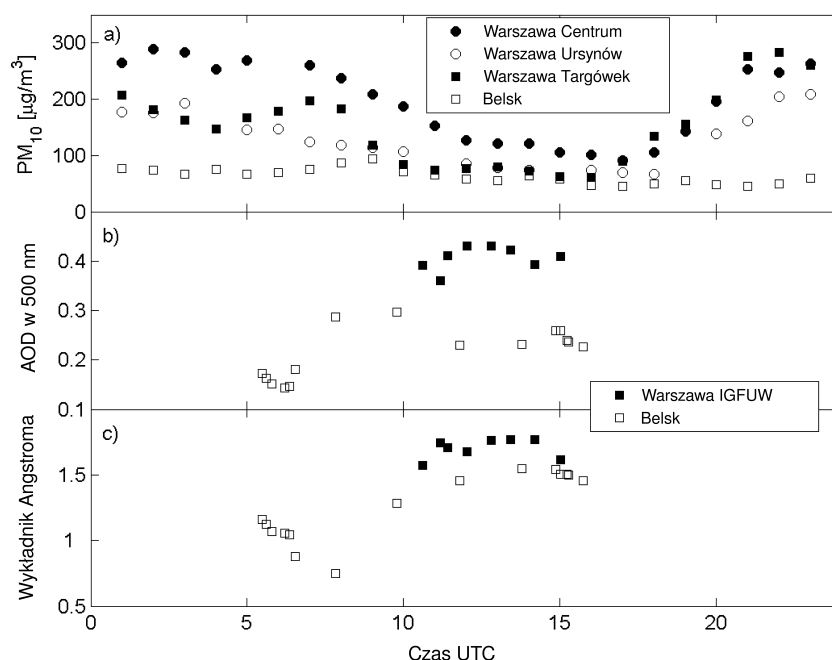 a)
300
200
100
0
PM10 [µg/m³]
Warszawa Centrum
Warszawa Ursynów
Warszawa Targówek
Belsk
b)
0.4
0.3
0.2
0.1
AOD w 500 nm
Warszawa IGFUW
Belsk
c)
1.5
1
0.5
Wykładnik Angstroma
0 5 10 15 20
Czas UTC